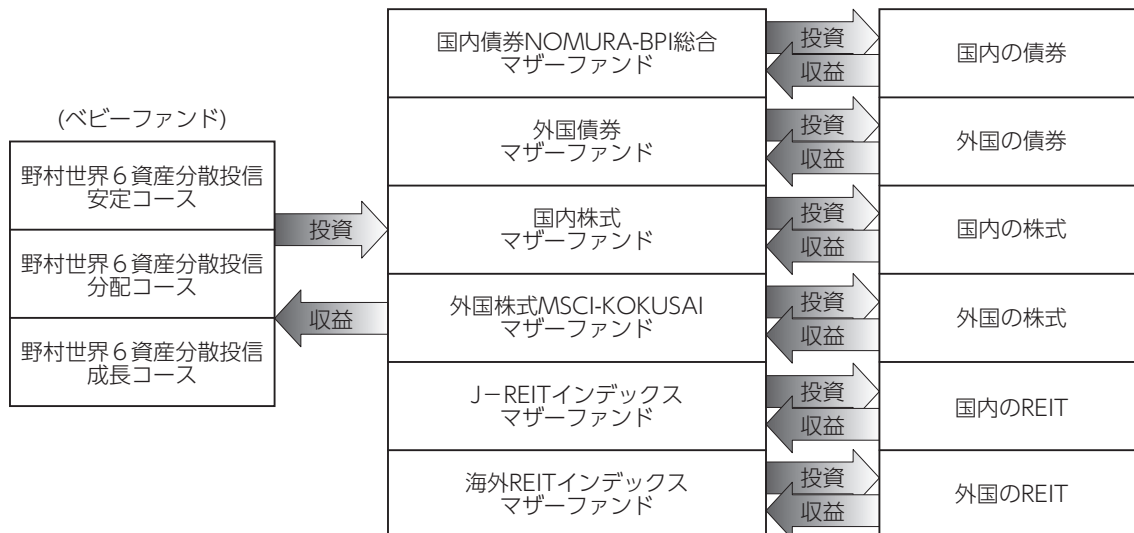 (ベビーファンド)
野村世界6資産分散投信
安定コース
野村世界6資産分散投信
分配コース
野村世界6資産分散投信
成長コース
投資
収益
国内債券NOMURA-BPI総合
マザーファンド
投資
収益
国内の債券
外国債券
マザーファンド
投資
収益
外国の債券
国内株式
マザーファンド
投資
収益
国内の株式
外国株式MSCI-KOKUSAI
マザーファンド
投資
収益
外国の株式
J－REITインデックス
マザーファンド
投資
収益
国内のREIT
海外REITインデックス
マザーファンド
投資
収益
外国のREIT